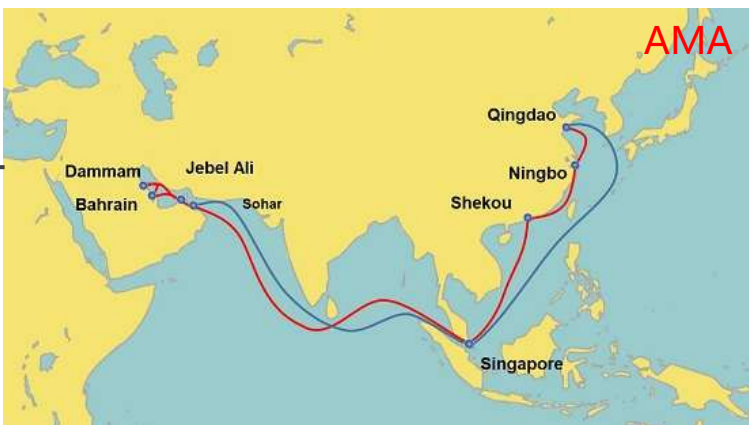 AMA
Qingdao
Ningbo
Shekou
Dammam
Jebel Ali
Bahrain
Sohar
Singapore